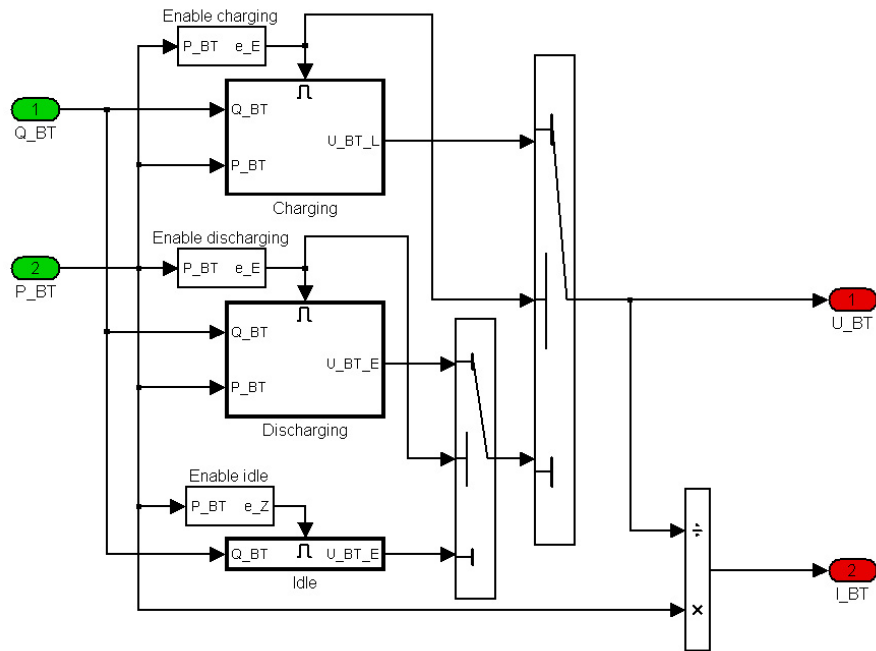 Enable charging
P_BT e_E
1
Q_BT
Q_BT
U_BT_L
P_BT
Charging
Enable discharging
2
P_BT
P_BT e_E
Q_BT
U_BT_E
P_BT
Discharging
1
U_BT
Enable idle
P_BT e_Z
Q_BT U_BT_E
Idle
÷
×
2
I_BT